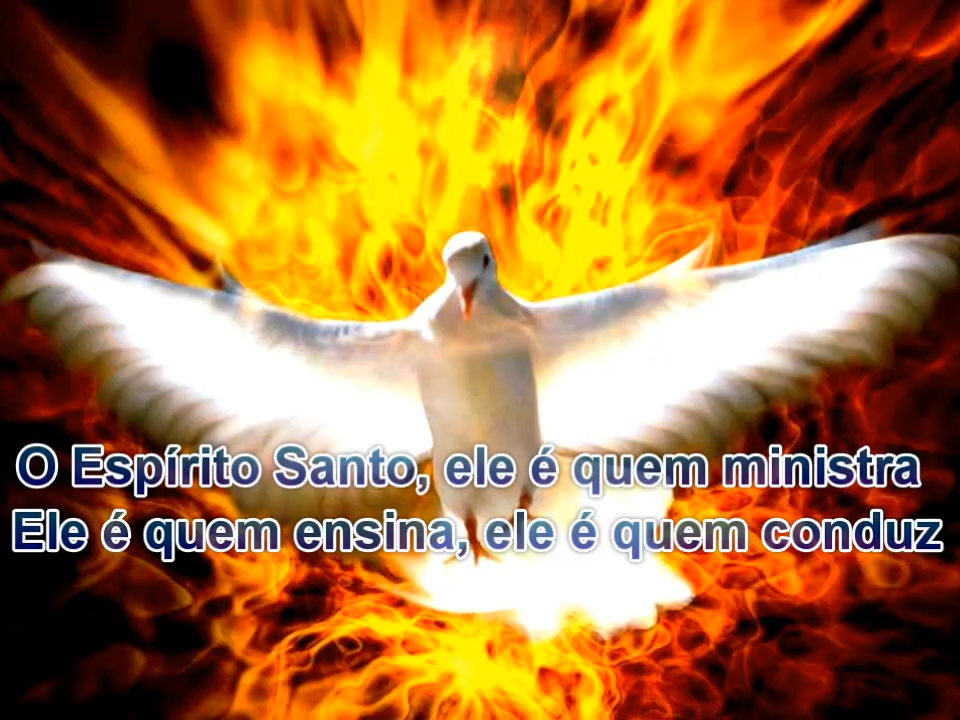 O Espírito Santo, ele é quem ministra
Ele é quem ensina, ele é quem conduz